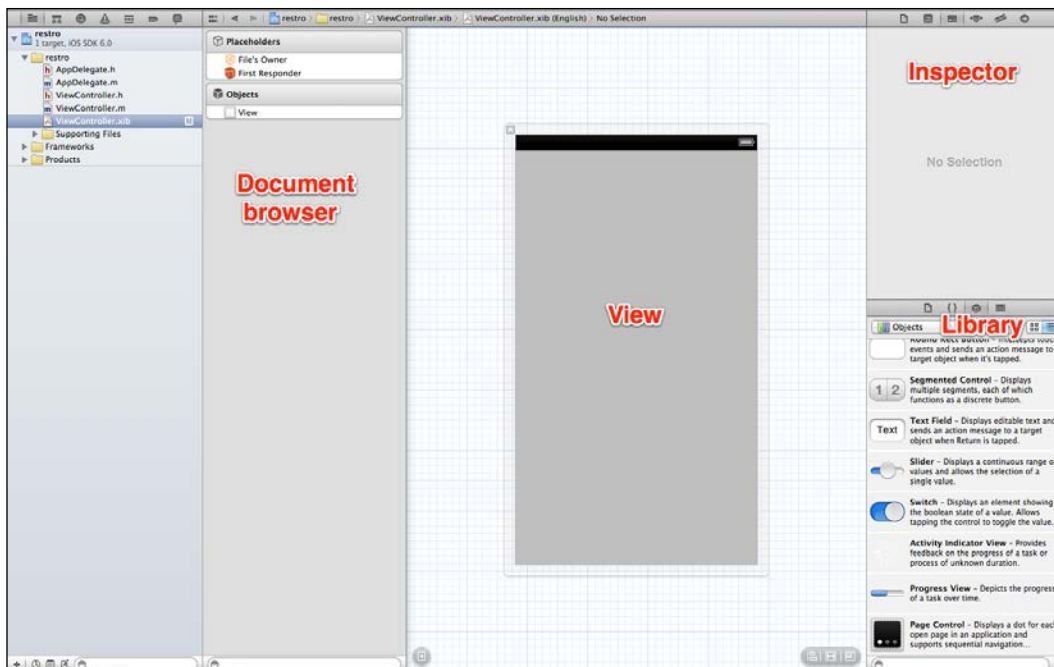 restro › restro › ViewController.xib › ViewController.xib (English) › No Selection
restro
1 target, iOS SDK 6.0
restro
h AppDelegate.h
m AppDelegate.m
h ViewController.h
m ViewController.m
ViewController.xib M
Supporting Files
Frameworks
Products
Placeholders
File's Owner
First Responder
Objects
View
Document
browser
View
Inspector
No Selection
Objects
Library
Round Rect Button – Intercepts touch
events and sends an action message to
target object when it's tapped.
1 2
Segmented Control – Displays
multiple segments, each of which
functions as a discrete button.
Text
Text Field – Displays editable text and
sends an action message to a target
object when Return is tapped.
Slider – Displays a continuous range o
values and allows the selection of a
single value.
Switch – Displays an element showing
the boolean state of a value. Allows
tapping the control to toggle the value.
Activity Indicator View – Provides
feedback on the progress of a task or
process of unknown duration.
Progress View – Depicts the progress
of a task over time.
Page Control – Displays a dot for each
open page in an application and
supports sequential navigation...